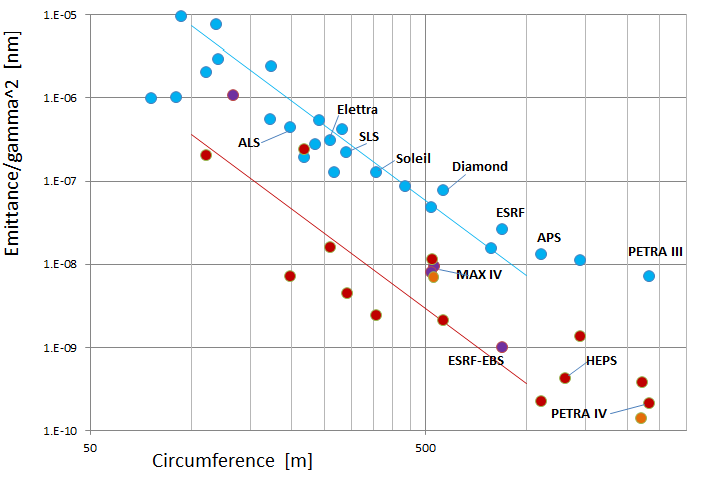 1.E-05
1.E-06
1.E-07
1.E-08
1.E-09
1.E-10
Emittance/gamma^2 [nm]
Elettra
ALS
SLS
Soleil
Diamond
ESRF
APS
PETRA III
MAX IV
ESRF-EBS
HEPS
PETRA IV
50
500
Circumference [m]